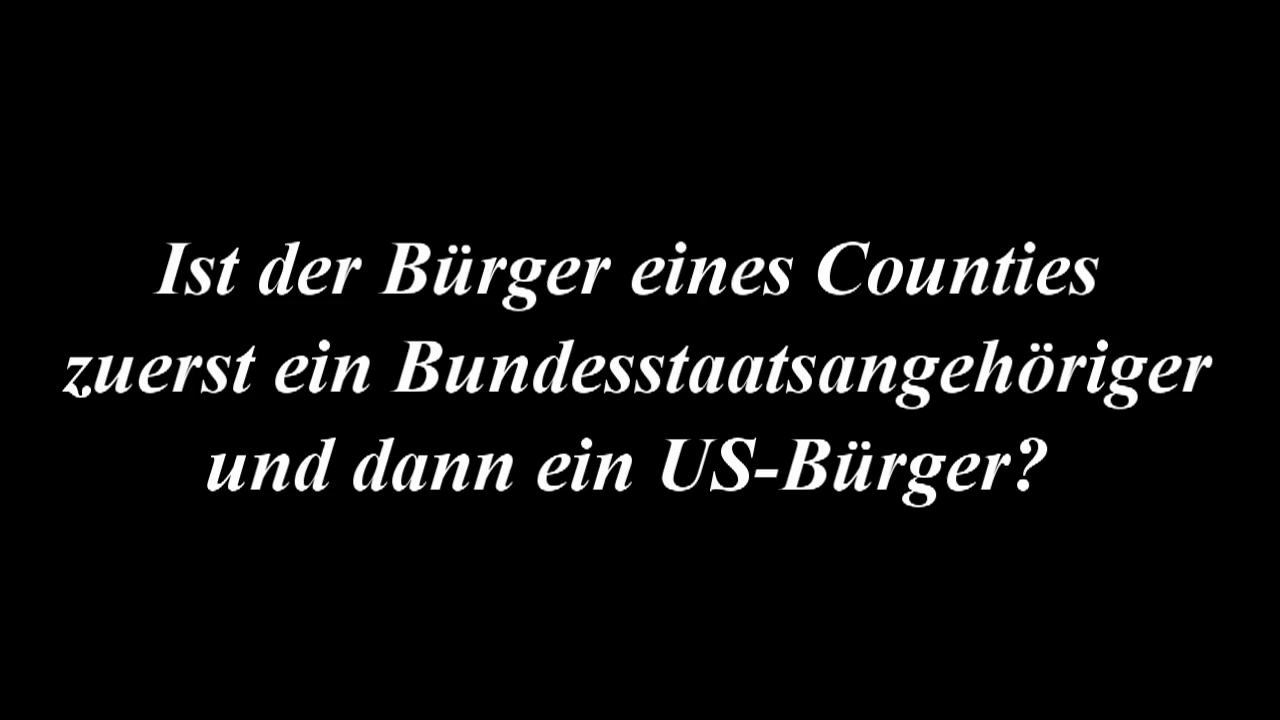 Ist der Bürger eines Counties
zuerst ein Bundesstaatsangehöriger
und dann ein US-Bürger?